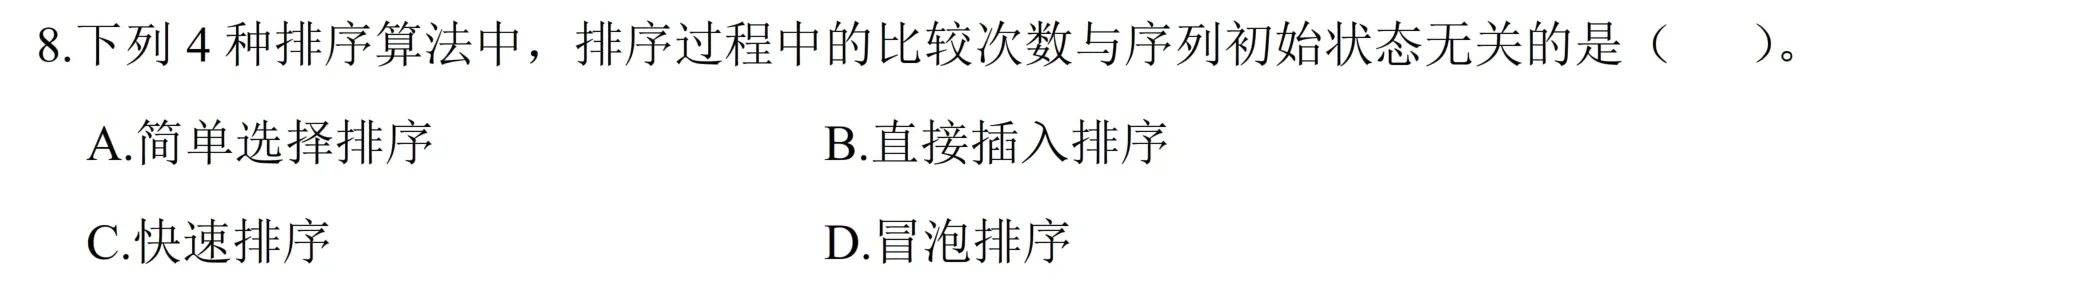 8.下列 4 种排序算法中，排序过程中的比较次数与序列初始状态无关的是（　　）。
A.简单选择排序　　B.直接插入排序
C.快速排序　　D.冒泡排序